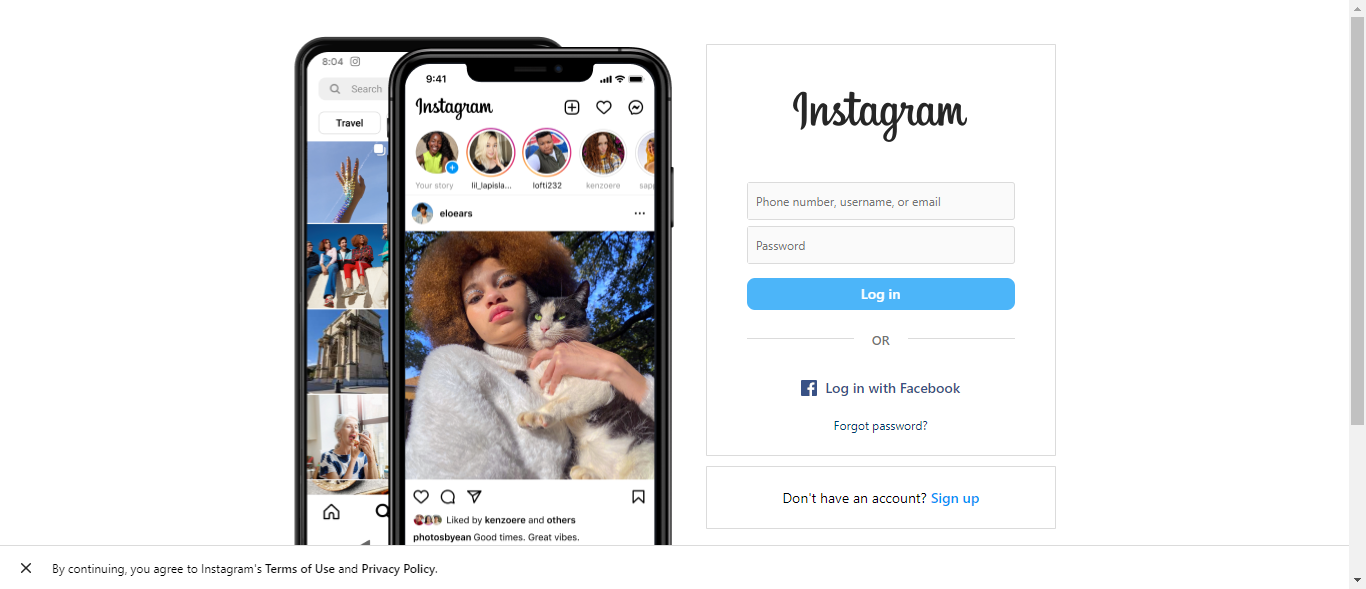 8:04
Search
Travel
9:41
Instagram
Your story
lil_lapisla...
lofti232
kenzoere
sapp
eloears
Liked by kenzoere and others
photosbyean Good times. Great vibes.
Instagram
Phone number, username, or email
Password
Log in
OR
Log in with Facebook
Forgot password?
Don't have an account? Sign up
By continuing, you agree to Instagram's Terms of Use and Privacy Policy.